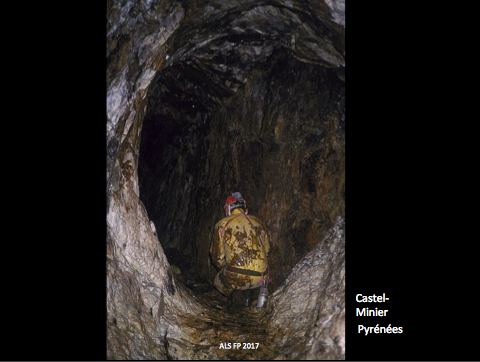 Castel-
Minier
Pyrénées
ALS FP 2017